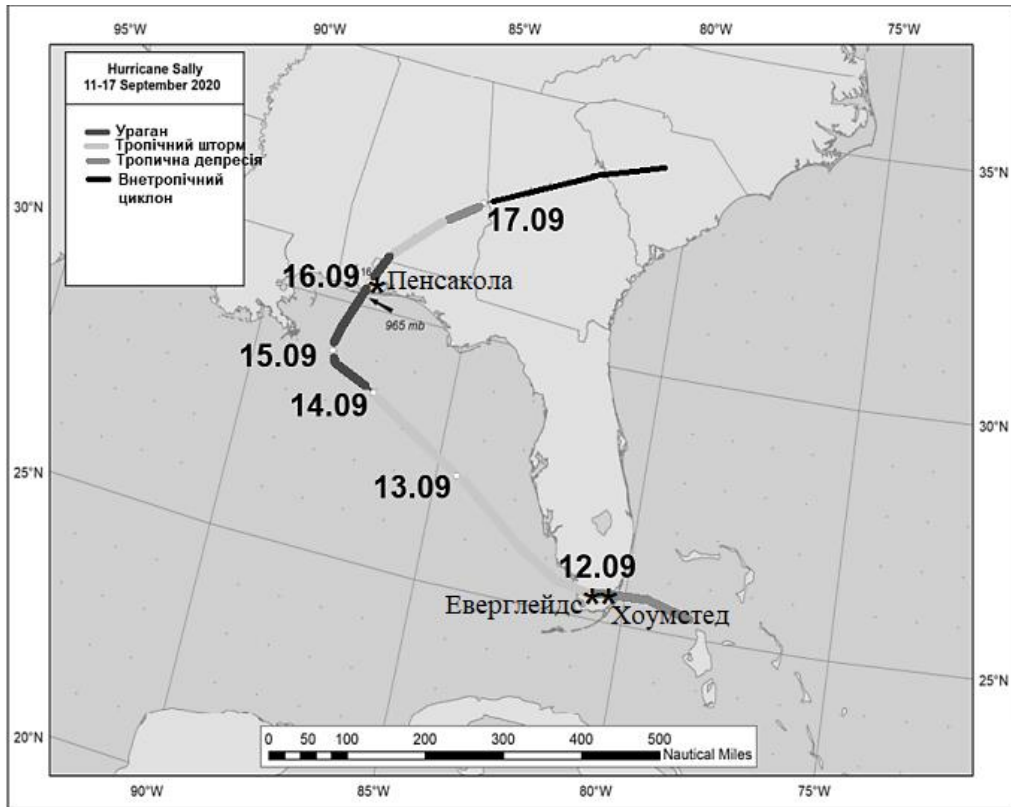 95°W 90°W 85°W 80°W 75°W
Hurricane Sally
11-17 September 2020
Ураган
Тропічний шторм
Тропична депресія
Внетропічний
циклон
35°N
30°N
17.09
16.09 16 Пенсакола
965 mb
15.09
14.09
30°N
25°N
13.09
12.09
Еверглейдс Хоумстед
25°N
20°N
0 50 100 200 300 400 500
Nautical Miles
90°W 85°W 80°W 75°W